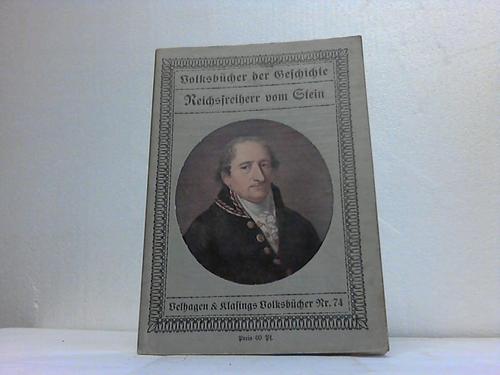 Volksbücher der Geschichte
Reichsfreiherr vom Stein
Velhagen & Klasings Volksbücher Nr. 74
Preis 60 Pf.